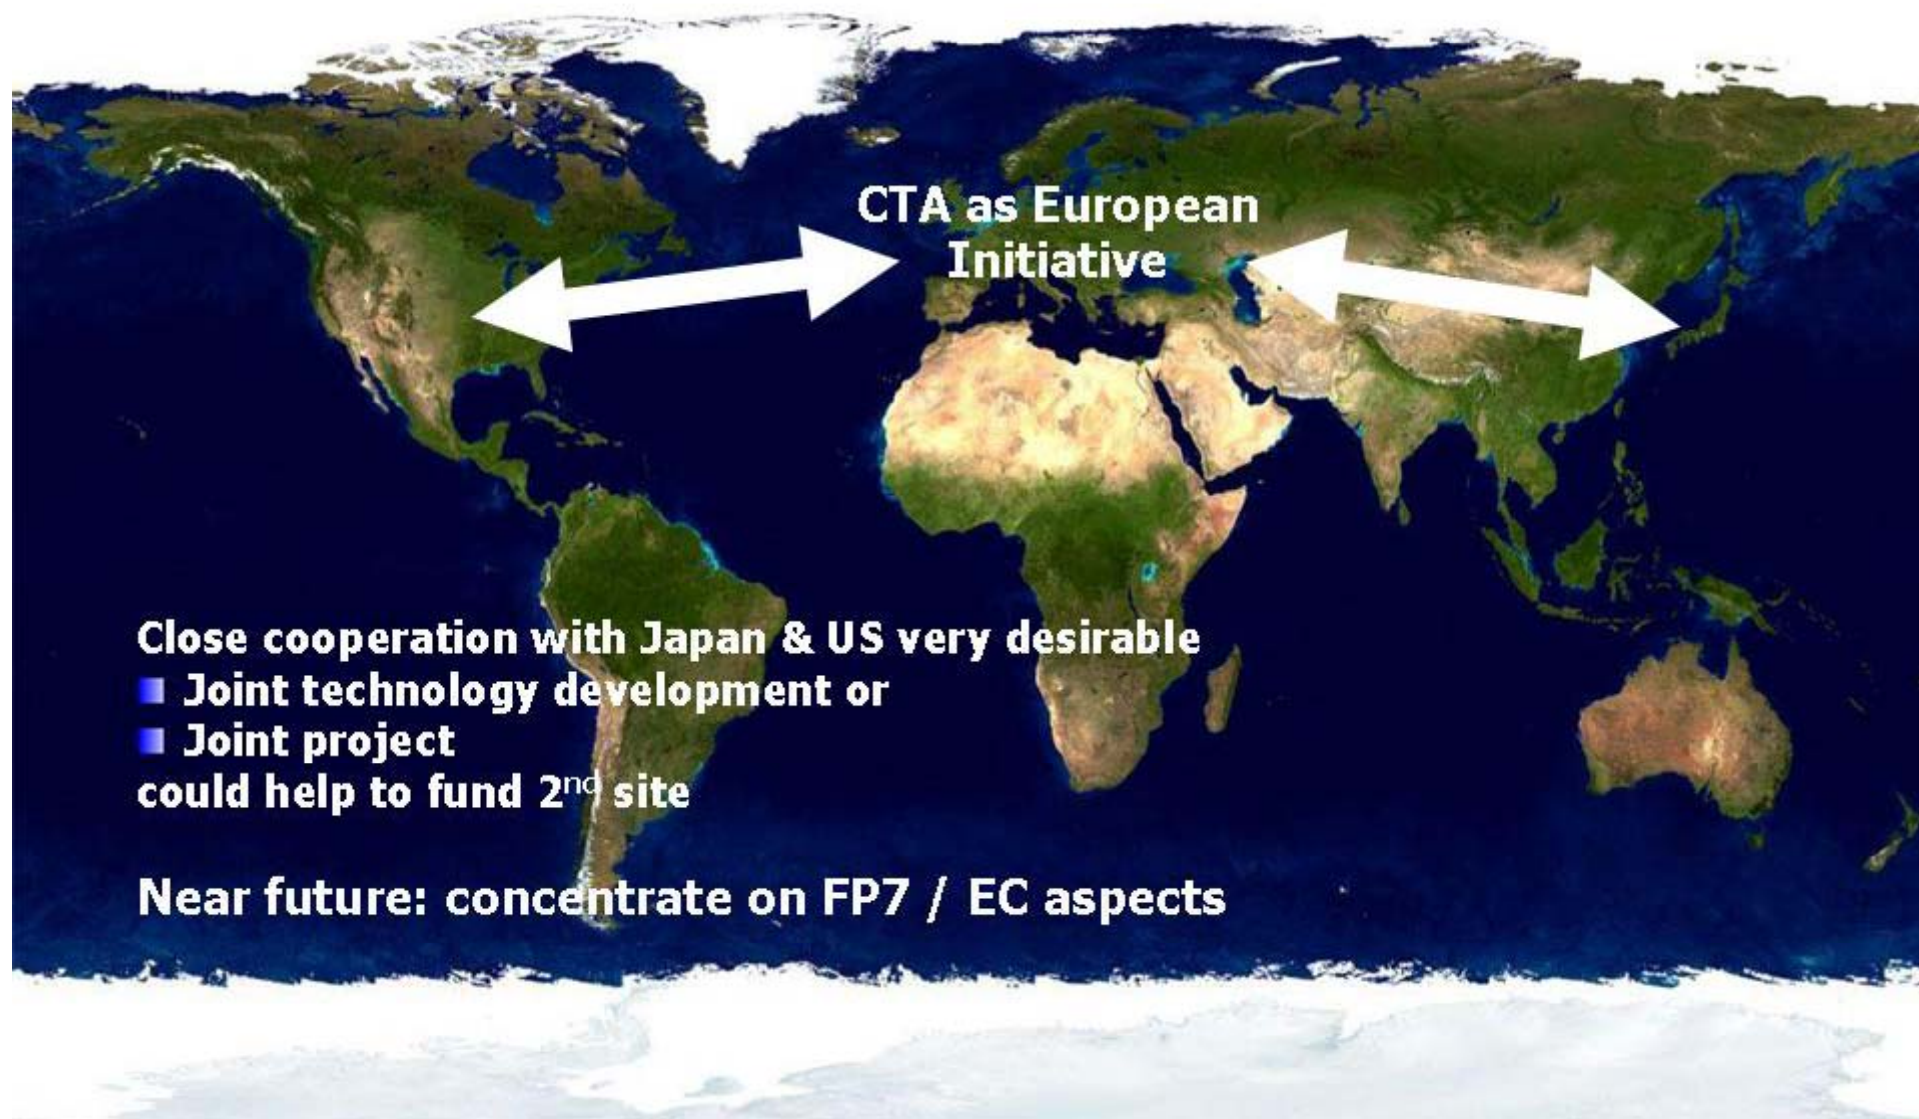 CTA as European
Initiative
Close cooperation with Japan & US very desirable
Joint technology development or
Joint project
could help to fund 2nd site
Near future: concentrate on FP7 / EC aspects